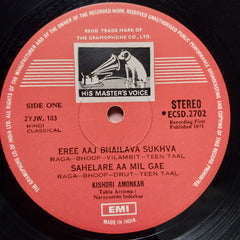 REGD. TRADE MARK OF
THE GRAMOPHONE CO., LTD.
HIS MASTER'S VOICE
SIDE ONE
2YJW. 103
HINDI
CLASSICAL
STEREO
•ECSD.2702
Recording First
Published 1971
EREE AAJ BHAILAVA SUKHVA
RAGA—BHOOP—VILAMBIT—TEEN TAAL
SAHELARE AA MIL GAE
RAGA—BHOOP—DRUT—TEEN TAAL
KISHORI AMONKAR
Tabla Accomp :
Narayanrao Indorkar
EMI
MADE IN INDIA